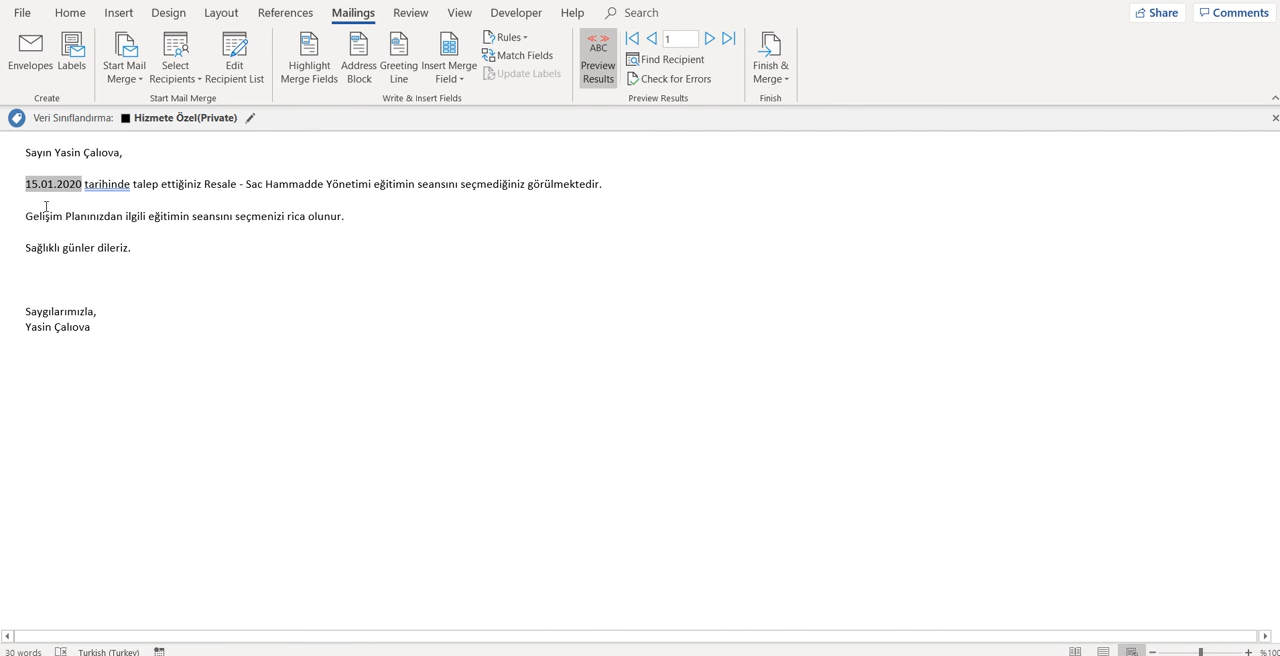 File Home Insert Design Layout References Mailings Review View Developer Help Search Share Comments
Envelopes Labels Start Mail Merge Select Recipients Edit Recipient List Highlight Merge Fields Address Block Greeting Line Insert Merge Field Rules Match Fields Update Labels ABC Preview Results 1 Find Recipient Check for Errors Finish & Merge
Create Start Mail Merge Write & Insert Fields Preview Results Finish
Veri Sınıflandırma: Hizmete Özel(Private)
Sayın Yasin Çalıova,
15.01.2020 tarihinde talep ettiğiniz Resale - Sac Hammadde Yönetimi eğitimin seansını seçmediğiniz görülmektedir.
Gelişim Planınızdan ilgili eğitimin seansını seçmenizi rica olunur.
Sağlıklı günler dileriz.
Saygılarımızla,
Yasin Çalıova
30 words Turkish (Turkey) %100